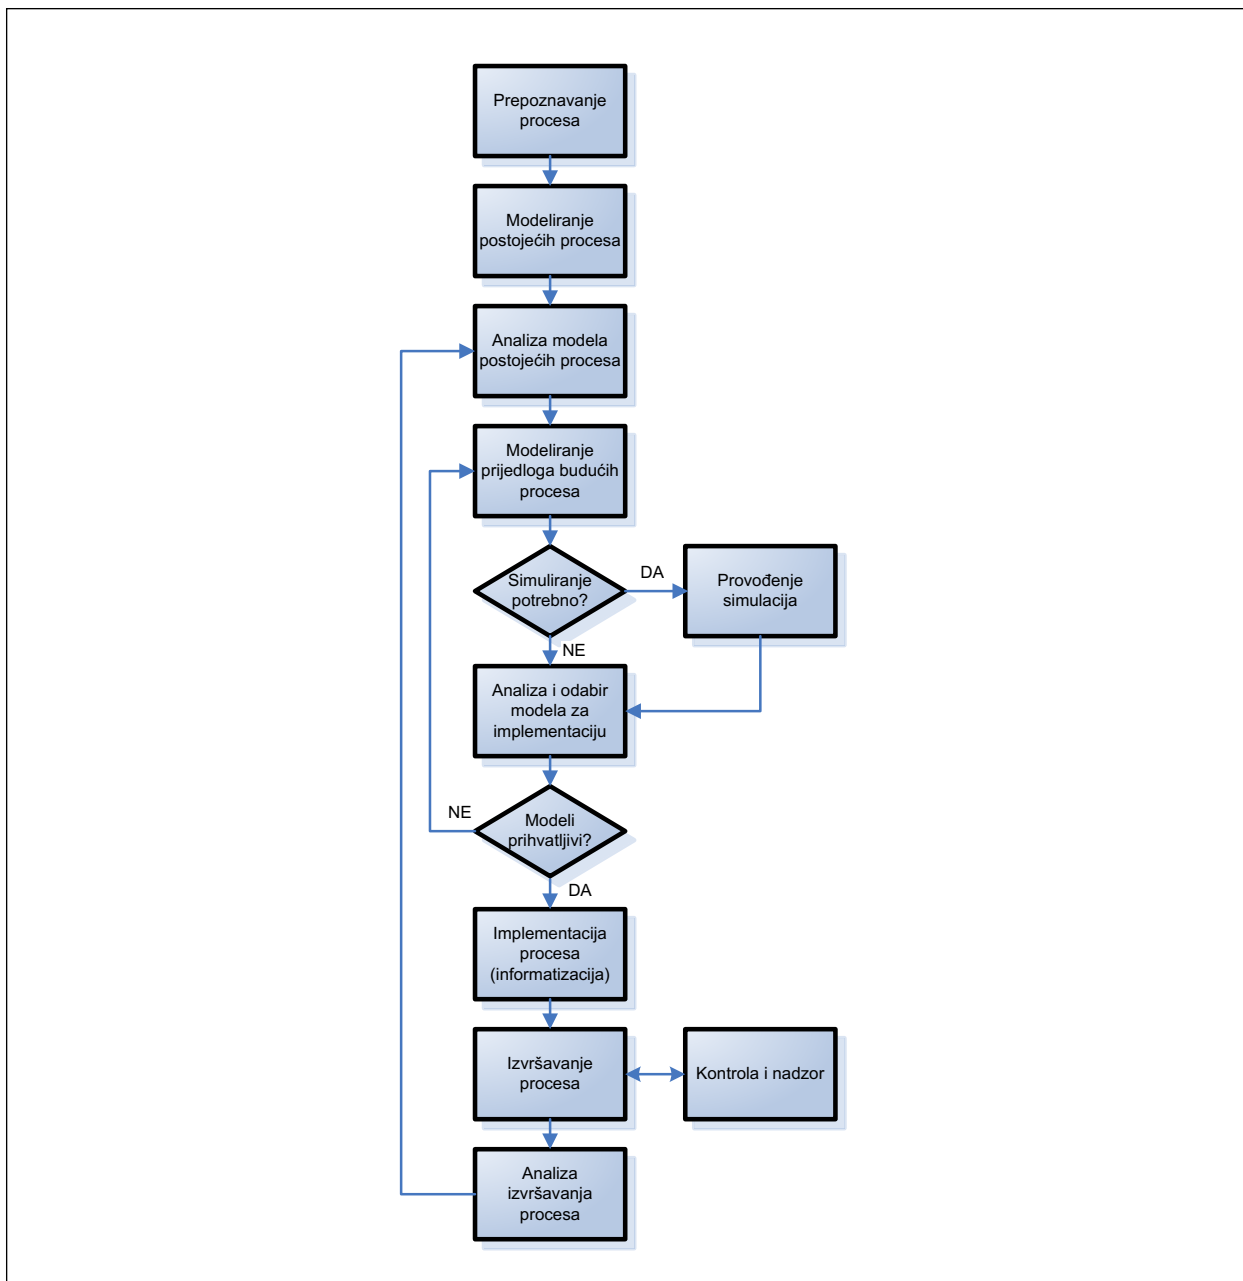 Prepoznavanje
procesa
Modeliranje
postojećih procesa
Analiza modela
postojećih procesa
Modeliranje
prijedloga budućih
procesa
Simuliranje
potrebno?
DA
Provođenje
simulacija
NE
Analiza i odabir
modela za
implementaciju
NE
Modeli
prihvatljivi?
DA
Implementacija
procesa
(informatizacija)
Izvršavanje
procesa
Kontrola i nadzor
Analiza
izvršavanja
procesa